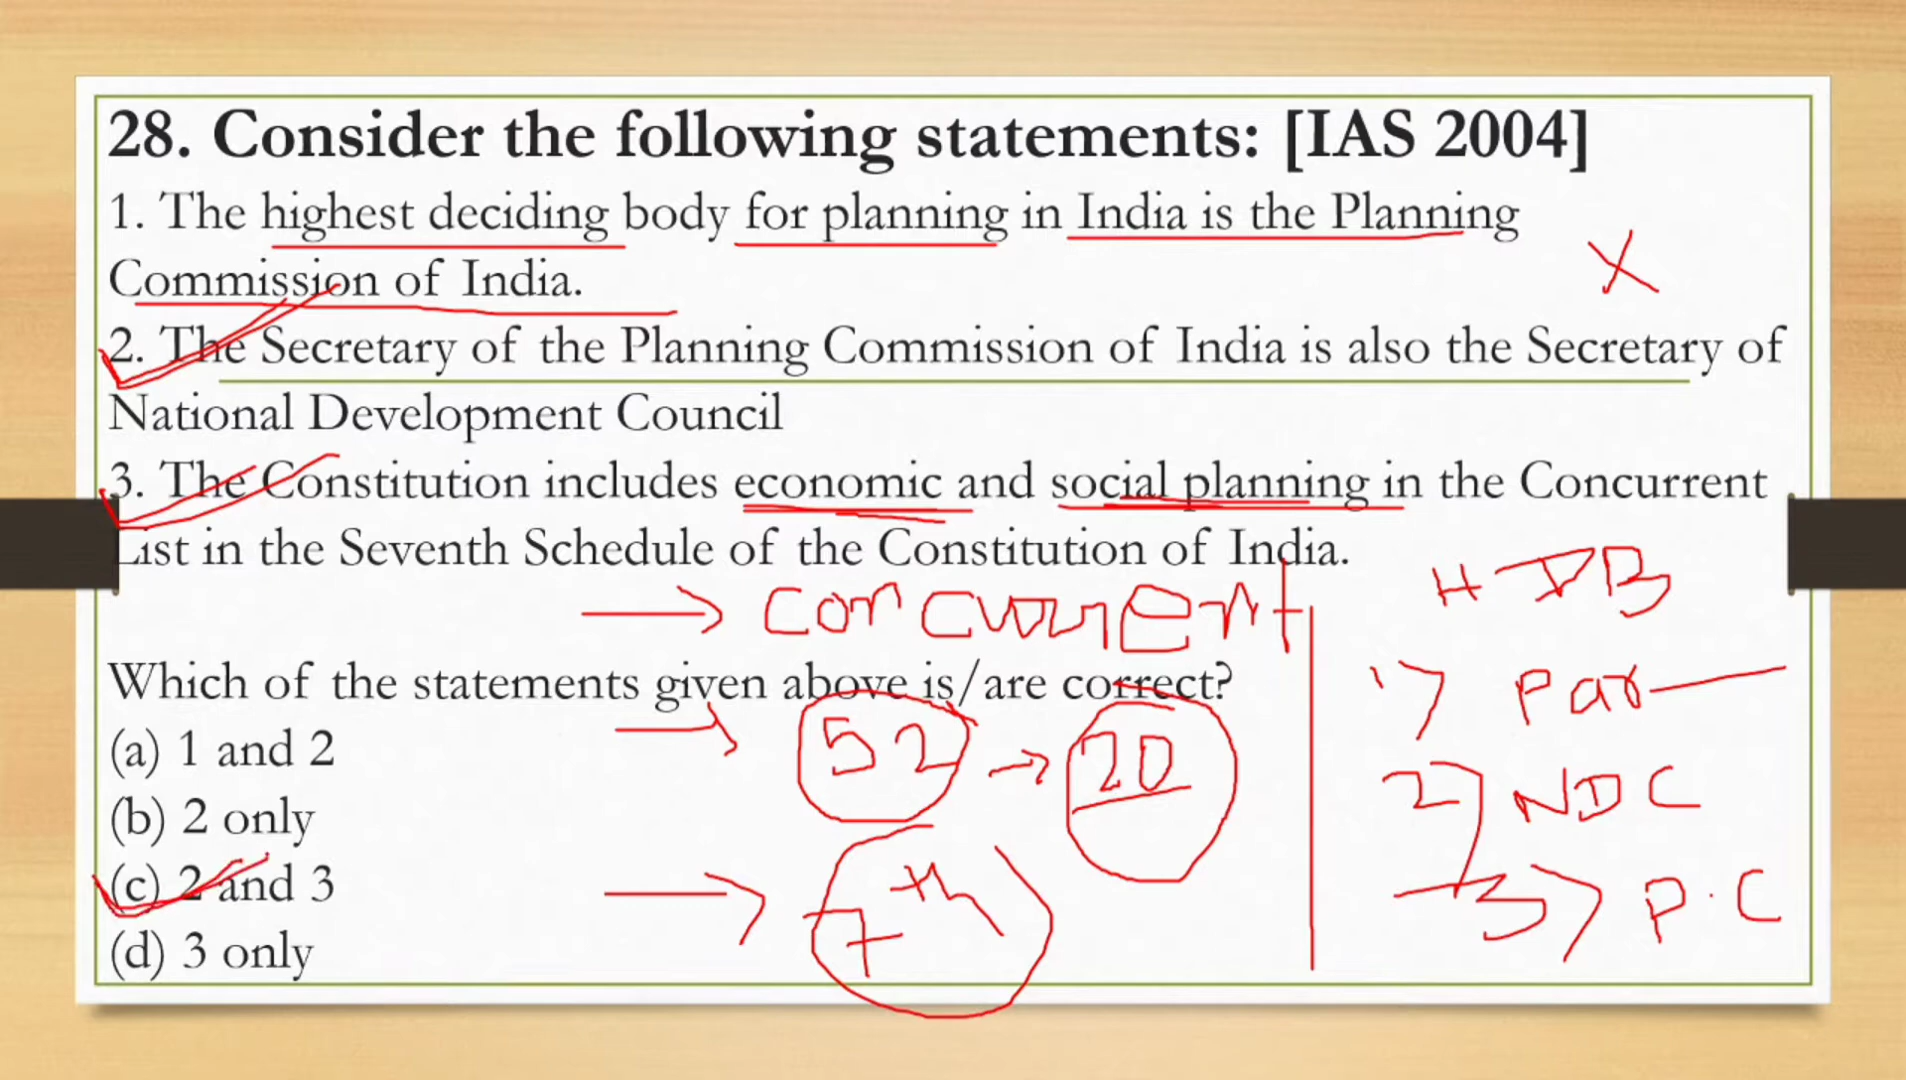 28. Consider the following statements: [IAS 2004]
1. The highest deciding body for planning in India is the Planning
Commission of India.
2. The Secretary of the Planning Commission of India is also the Secretary of
National Development Council
3. The Constitution includes economic and social planning in the Concurrent
List in the Seventh Schedule of the Constitution of India.
→ concurrent
Which of the statements given above is/are correct?
(a) 1 and 2
(b) 2 only
(c) 2 and 3
(d) 3 only
→ 52 → 20
→ 7th
HDB
1> Par
2> NDC
3> P.C